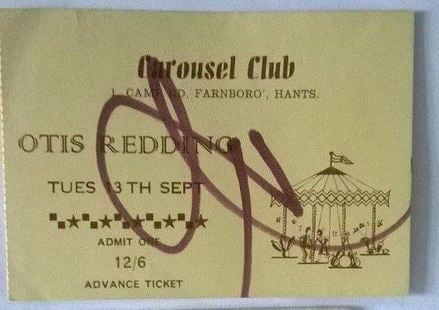 Carousel Club
1, CAMP RD, FARNBORO', HANTS.
OTIS REDDING
TUES 13TH SEPT
ADMIT ONE
12/6
ADVANCE TICKET